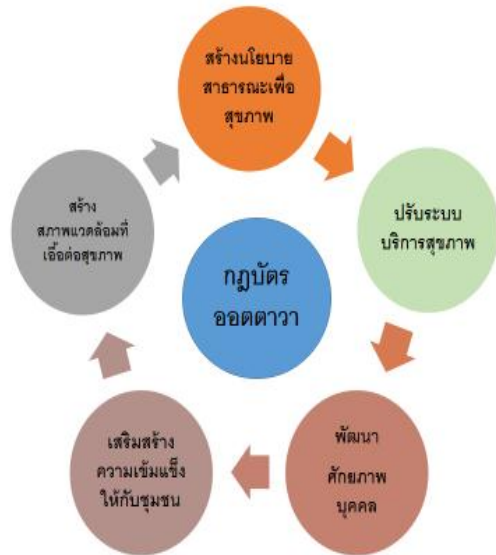 สร้างนโยบาย
สาธารณะเพื่อ
สุขภาพ
ปรับระบบ
บริการสุขภาพ
พัฒนา
ศักยภาพ
บุคคล
เสริมสร้าง
ความเข้มแข็ง
ให้กับชุมชน
สร้าง
สภาพแวดล้อมที่
เอื้อต่อสุขภาพ
กฎบัตร
ออตตาวา